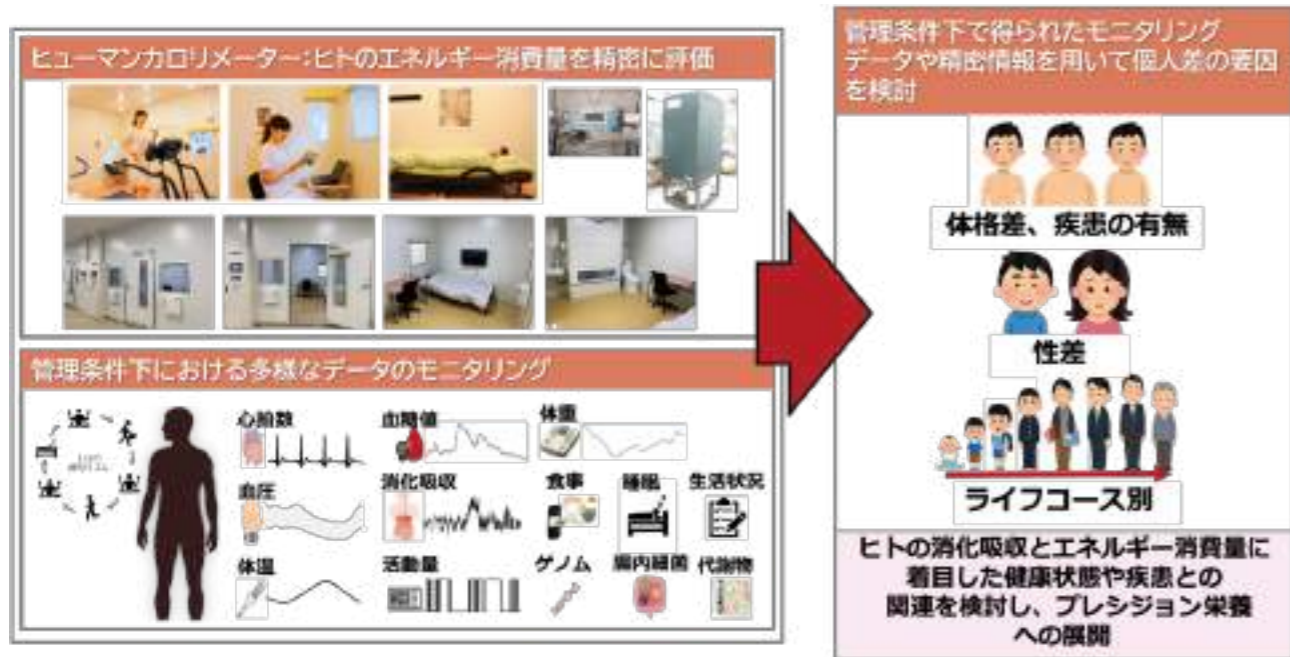 ヒューマンカロリメーター：ヒトのエネルギー消費量を精密に評価
管理条件下における多様なデータのモニタリング
心拍数
血糖値
体重
血圧
消化吸収
食事
睡眠
生活状況
体温
活動量
ゲノム
腸内細菌
代謝物
管理条件下で得られたモニタリング
データや精密情報を用いて個人差の要因
を検討
体格差、疾患の有無
性差
ライフコース別
ヒトの消化吸収とエネルギー消費量に
着目した健康状態や疾患との
関連を検討し、プレシジョン栄養
への展開